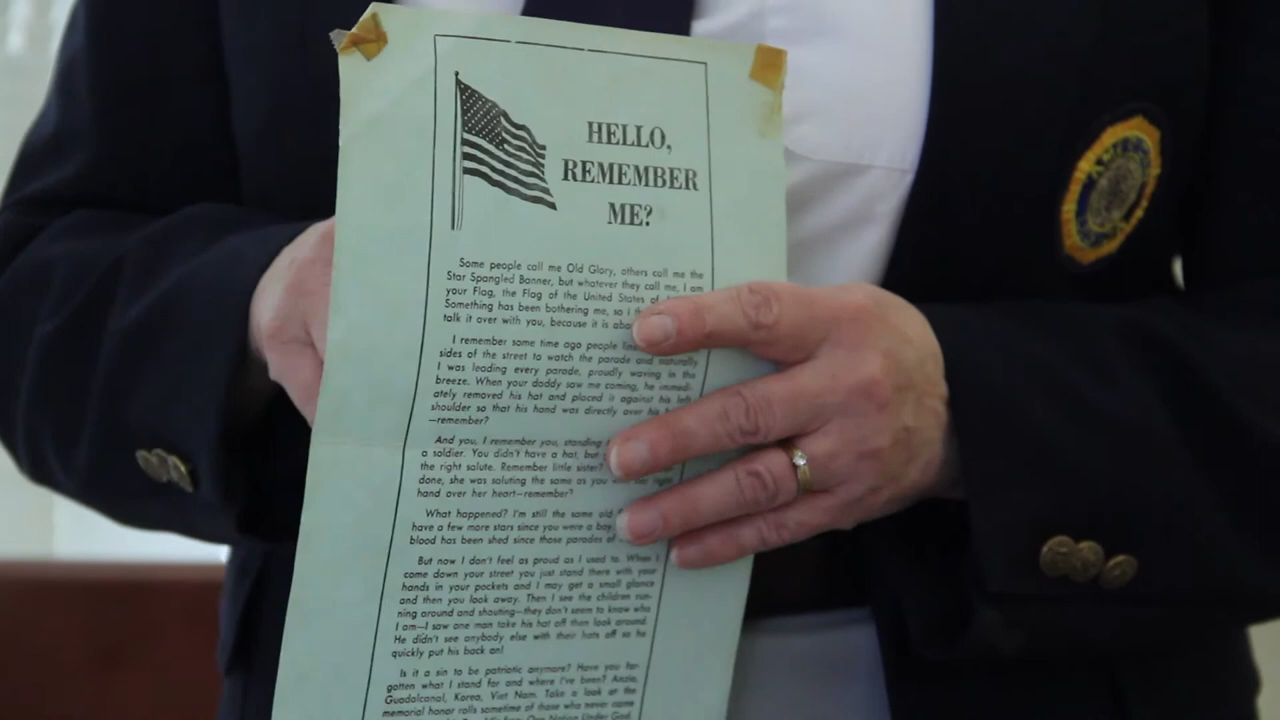 HELLO,
REMEMBER
ME?
Some people call me Old Glory, others call me the
Star Spangled Banner, but whatever they call me, I am
your Flag, the Flag of the United States of
Something has been bothering me, so I
talk it over with you, because it is
I remember some time ago people
sides of the street to watch the parade and naturally
I was leading every parade, proudly waving in the
breeze. When your daddy saw me coming, he immedi-
ately removed his hat and placed it against his left
shoulder so that his hand was directly over his
—remember?
And you, I remember you, standing
a soldier. You didn't have a hat, but
the right salute. Remember little sister?
done, she was saluting the same as you right
hand over her heart—remember?
What happened? I'm still the same old
have a few more stars since you were a boy
blood has been shed since those parades of
But now I don't feel as proud as I used to. When I
come down your street you just stand there with your
hands in your pockets and I may get a small glance
and then you look away. Then I see the children run-
ning around and shouting—they don't seem to know who
I am—I saw one man take his hat off then look around.
He didn't see anybody else with their hats off so he
quickly put his back on!
Is it a sin to be patriotic anymore? Have you for-
gotten what I stand for and where I've been? Anzio,
Guadalcanal, Korea, Viet Nam. Take a look at the
memorial honor rolls sometime of those who never came
from One Nation Under God